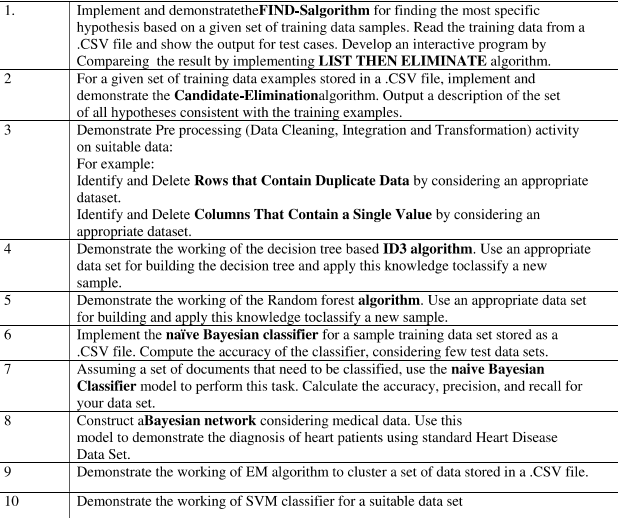 1. Implement and demonstratetheFIND-Salgorithm for finding the most specific
hypothesis based on a given set of training data samples. Read the training data from a
.CSV file and show the output for test cases. Develop an interactive program by
Compareing the result by implementing LIST THEN ELIMINATE algorithm.
2 For a given set of training data examples stored in a .CSV file, implement and
demonstrate the Candidate-Eliminationalgorithm. Output a description of the set
of all hypotheses consistent with the training examples.
3 Demonstrate Pre processing (Data Cleaning, Integration and Transformation) activity
on suitable data:
For example:
Identify and Delete Rows that Contain Duplicate Data by considering an appropriate
dataset.
Identify and Delete Columns That Contain a Single Value by considering an
appropriate dataset.
4 Demonstrate the working of the decision tree based ID3 algorithm. Use an appropriate
data set for building the decision tree and apply this knowledge toclassify a new
sample.
5 Demonstrate the working of the Random forest algorithm. Use an appropriate data set
for building and apply this knowledge toclassify a new sample.
6 Implement the naïve Bayesian classifier for a sample training data set stored as a
.CSV file. Compute the accuracy of the classifier, considering few test data sets.
7 Assuming a set of documents that need to be classified, use the naive Bayesian
Classifier model to perform this task. Calculate the accuracy, precision, and recall for
your data set.
8 Construct aBayesian network considering medical data. Use this
model to demonstrate the diagnosis of heart patients using standard Heart Disease
Data Set.
9 Demonstrate the working of EM algorithm to cluster a set of data stored in a .CSV file.
10 Demonstrate the working of SVM classifier for a suitable data set